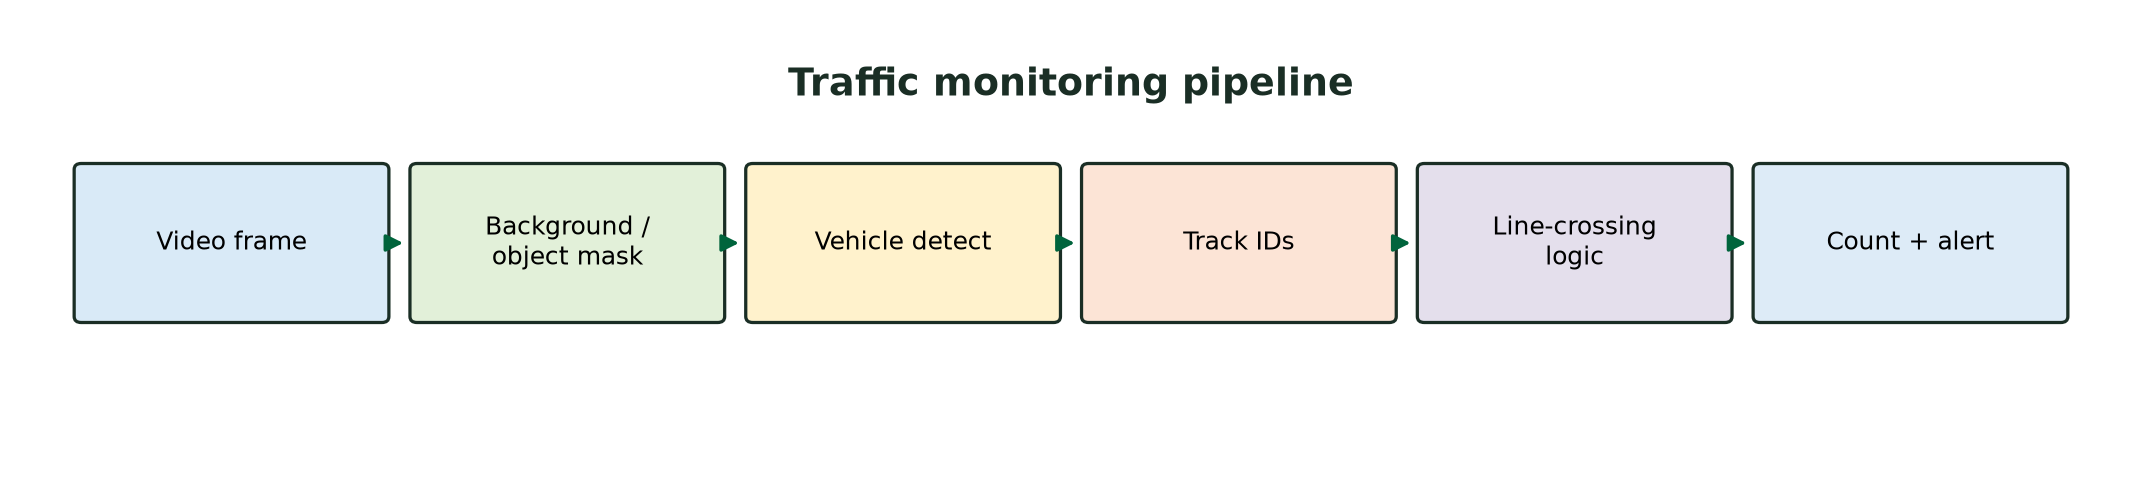 Traffic monitoring pipeline
Video frame
Background /
object mask
Vehicle detect
Track IDs
Line-crossing
logic
Count + alert